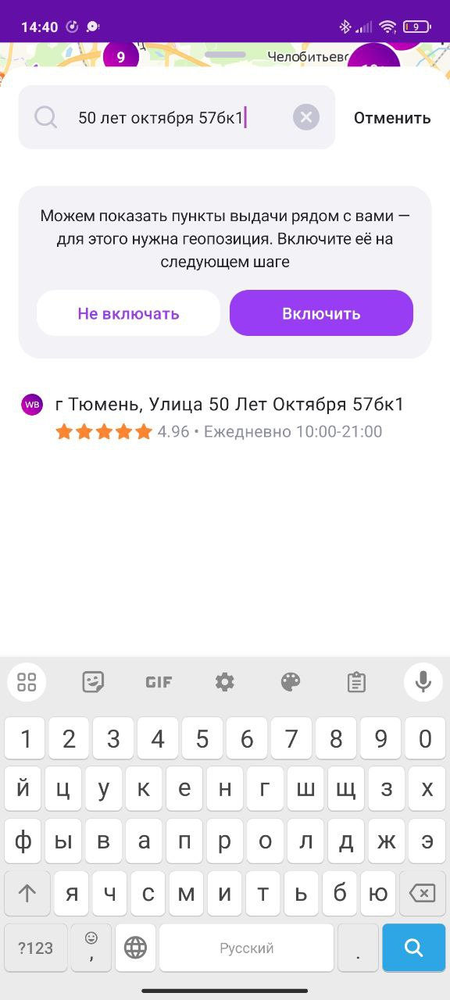 14:40
9
9
Челобитьево
50 лет октября 57бк1
Отменить
Можем показать пункты выдачи рядом с вами —
для этого нужна геопозиция. Включите её на
следующем шаге
Не включать
Включить
WB
г Тюмень, Улица 50 Лет Октября 57бк1
4.96 • Ежедневно 10:00-21:00
GIF
1 2 3 4 5 6 7 8 9 0
й ц у к е н г ш щ з х
ф ы в а п р о л д ж э
я ч с м и т ь б ю
?123 , Русский .